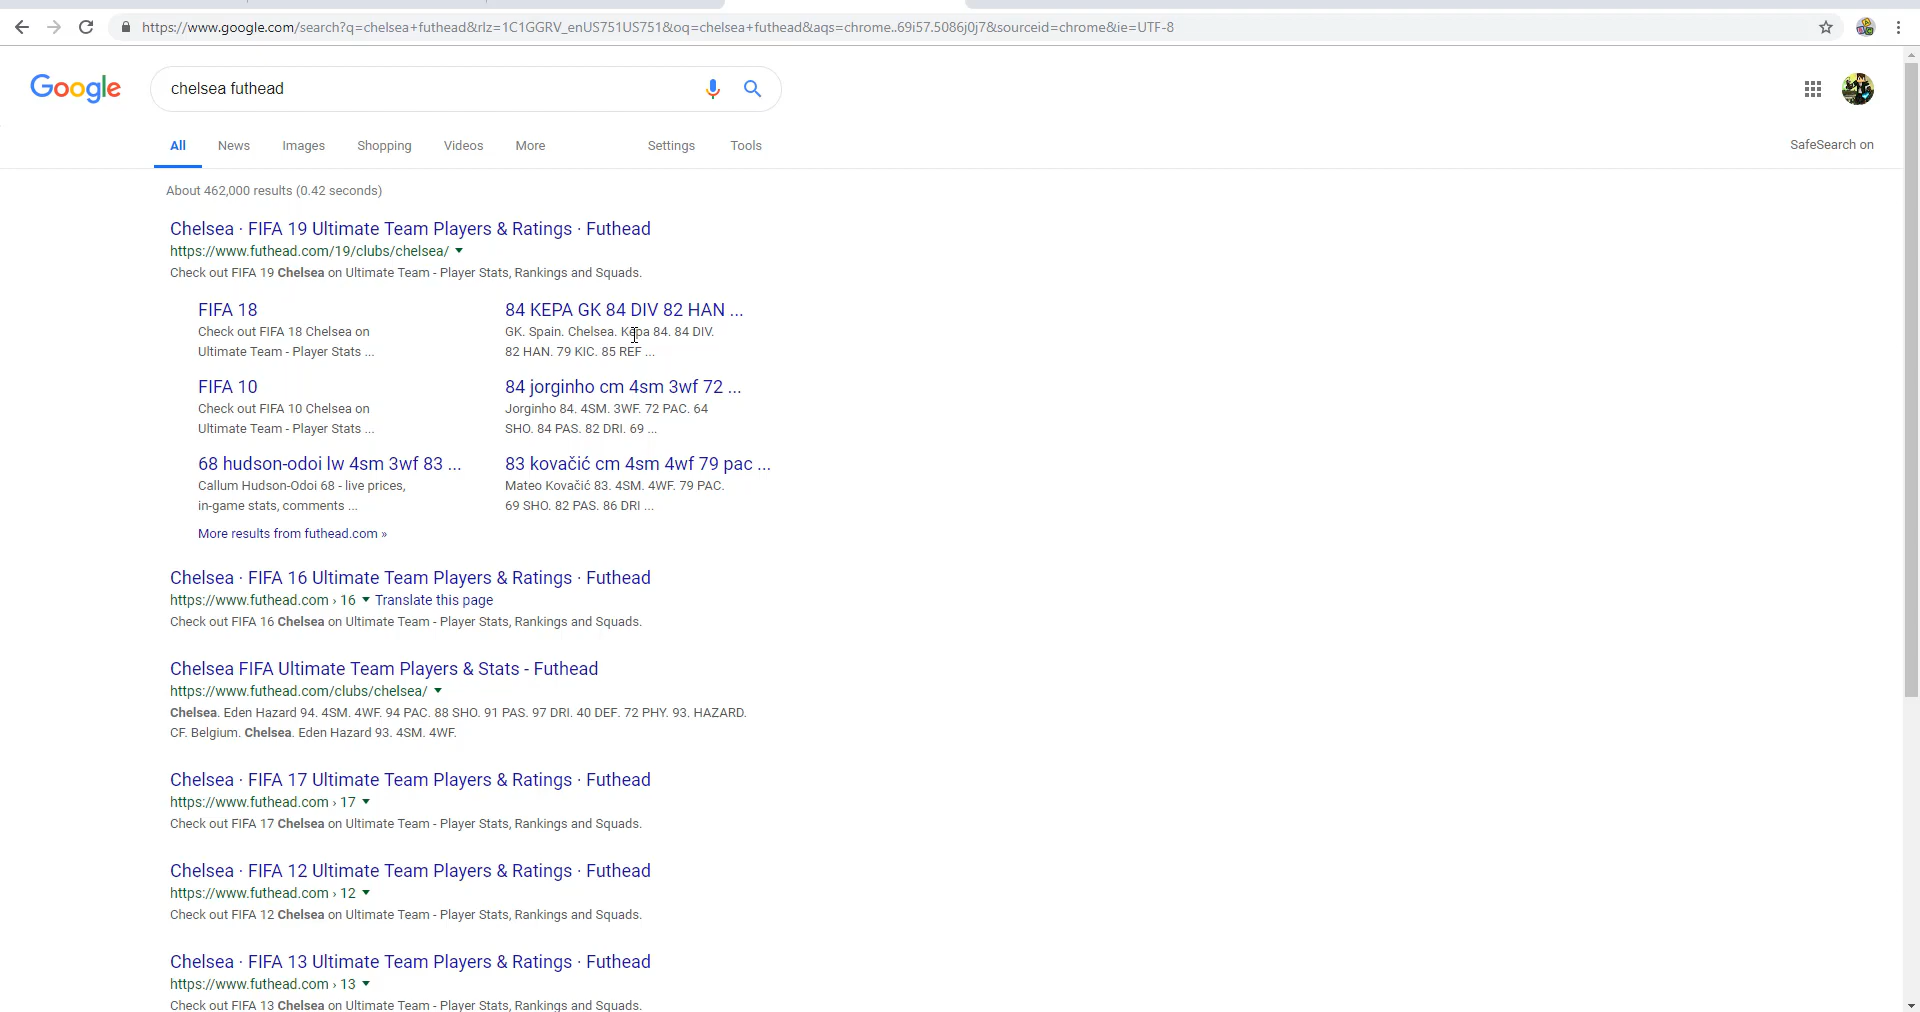 https://www.google.com/search?q=chelsea+futhead&rlz=1C1GGRV_enUS751US751&oq=chelsea+futhead&aqs=chrome..69i57.5086j0j7&sourceid=chrome&ie=UTF-8
Google
chelsea futhead
All News Images Shopping Videos More Settings Tools
SafeSearch on
About 462,000 results (0.42 seconds)
Chelsea · FIFA 19 Ultimate Team Players & Ratings · Futhead
https://www.futhead.com/19/clubs/chelsea/
Check out FIFA 19 Chelsea on Ultimate Team - Player Stats, Rankings and Squads.
FIFA 18
Check out FIFA 18 Chelsea on
Ultimate Team - Player Stats ...
84 KEPA GK 84 DIV 82 HAN ...
GK. Spain. Chelsea. Kepa 84. 84 DIV.
82 HAN. 79 KIC. 85 REF ...
FIFA 10
Check out FIFA 10 Chelsea on
Ultimate Team - Player Stats ...
84 jorginho cm 4sm 3wf 72 ...
Jorginho 84. 4SM. 3WF. 72 PAC. 64
SHO. 84 PAS. 82 DRI. 69 ...
68 hudson-odoi lw 4sm 3wf 83 ...
Callum Hudson-Odoi 68 - live prices,
in-game stats, comments ...
83 kovačić cm 4sm 4wf 79 pac ...
Mateo Kovačić 83. 4SM. 4WF. 79 PAC.
69 SHO. 82 PAS. 86 DRI ...
More results from futhead.com »
Chelsea · FIFA 16 Ultimate Team Players & Ratings · Futhead
https://www.futhead.com › 16 Translate this page
Check out FIFA 16 Chelsea on Ultimate Team - Player Stats, Rankings and Squads.
Chelsea FIFA Ultimate Team Players & Stats - Futhead
https://www.futhead.com/clubs/chelsea/
Chelsea. Eden Hazard 94. 4SM. 4WF. 94 PAC. 88 SHO. 91 PAS. 97 DRI. 40 DEF. 72 PHY. 93. HAZARD.
CF. Belgium. Chelsea. Eden Hazard 93. 4SM. 4WF.
Chelsea · FIFA 17 Ultimate Team Players & Ratings · Futhead
https://www.futhead.com › 17
Check out FIFA 17 Chelsea on Ultimate Team - Player Stats, Rankings and Squads.
Chelsea · FIFA 12 Ultimate Team Players & Ratings · Futhead
https://www.futhead.com › 12
Check out FIFA 12 Chelsea on Ultimate Team - Player Stats, Rankings and Squads.
Chelsea · FIFA 13 Ultimate Team Players & Ratings · Futhead
https://www.futhead.com › 13
Check out FIFA 13 Chelsea on Ultimate Team - Player Stats, Rankings and Squads.